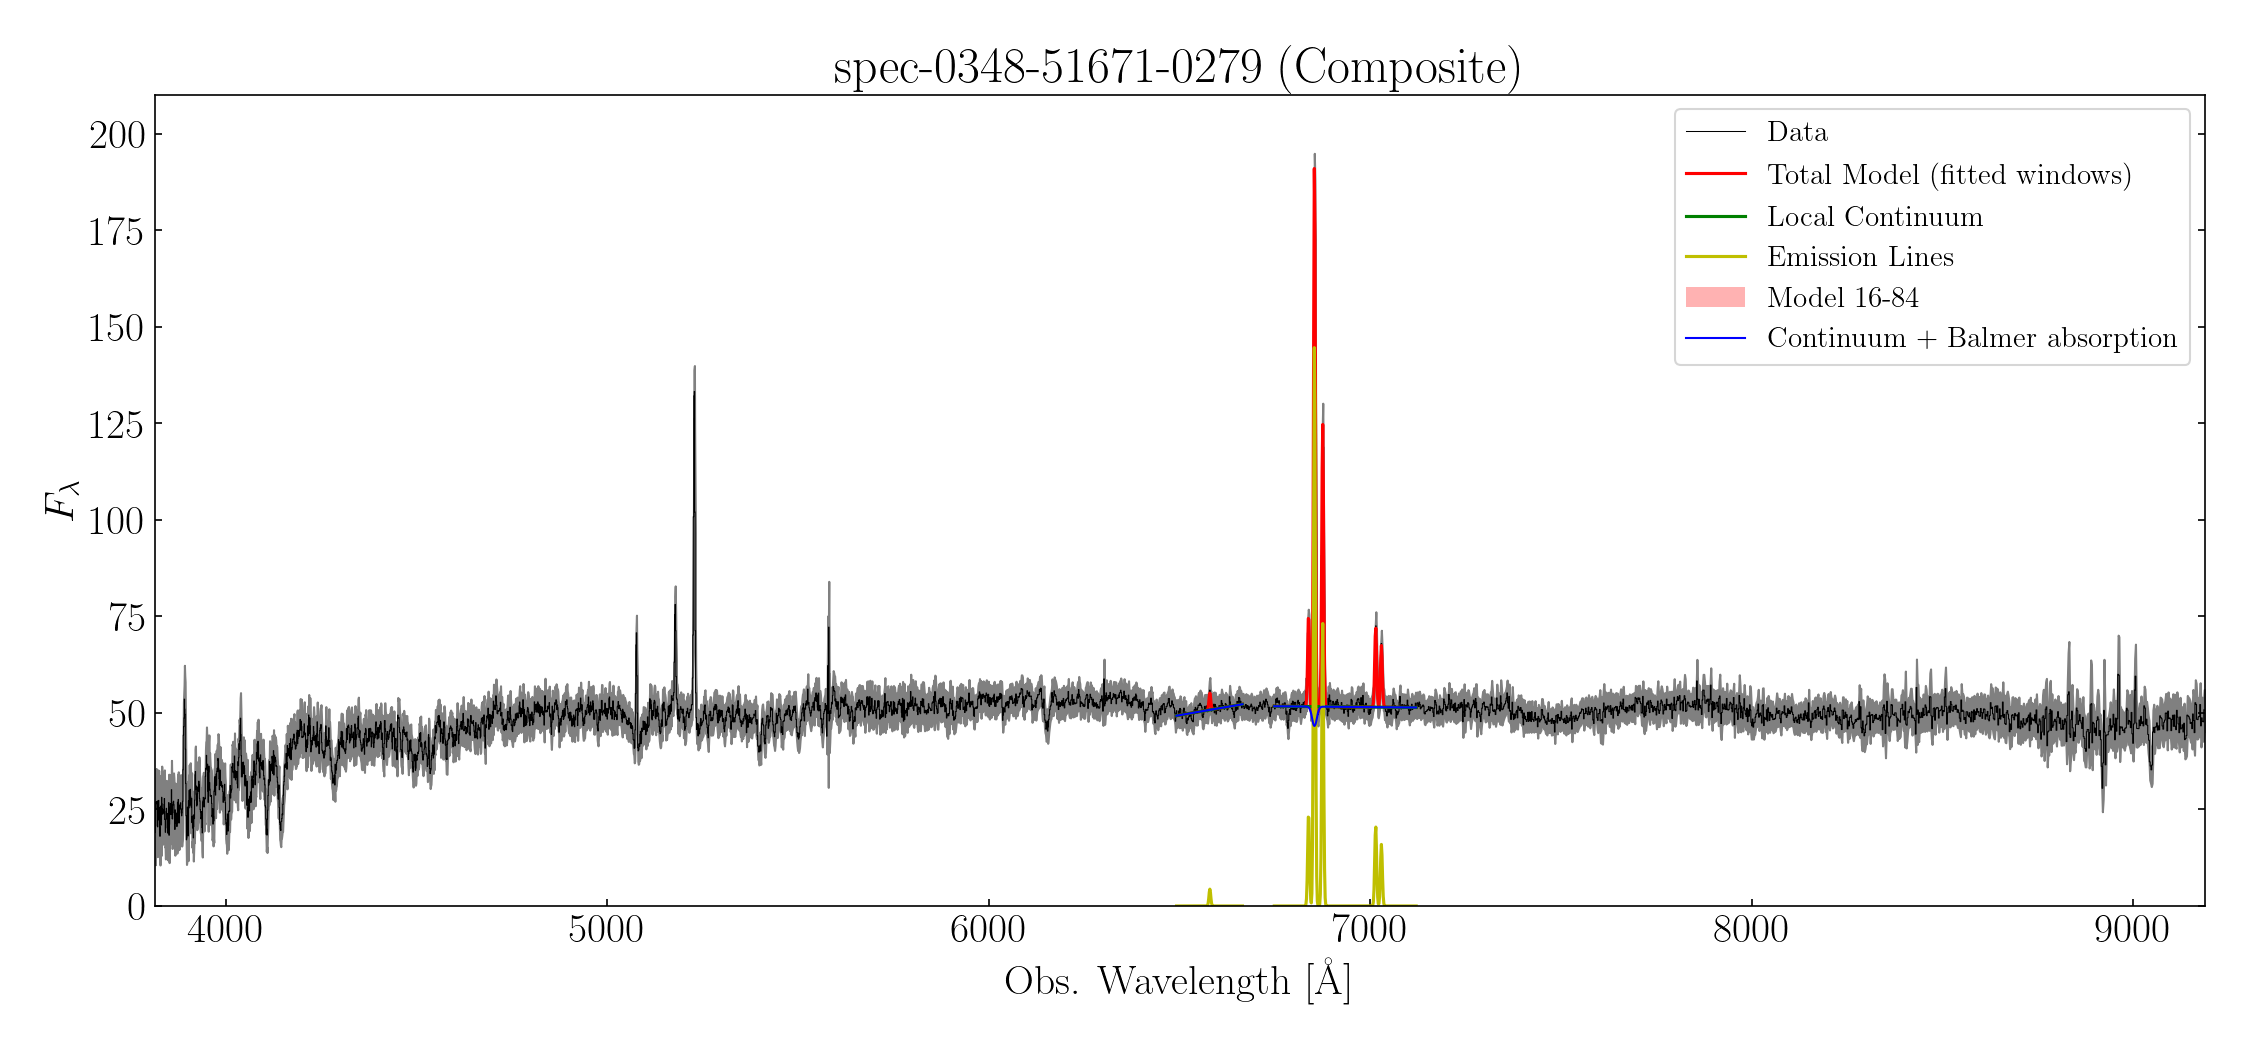 spec-0348-51671-0279 (Composite)
200
175
150
125
100
75
50
25
0
F_λ
Data
Total Model (fitted windows)
Local Continuum
Emission Lines
Model 16-84
Continuum + Balmer absorption
4000 5000 6000 7000 8000 9000
Obs. Wavelength [Å]